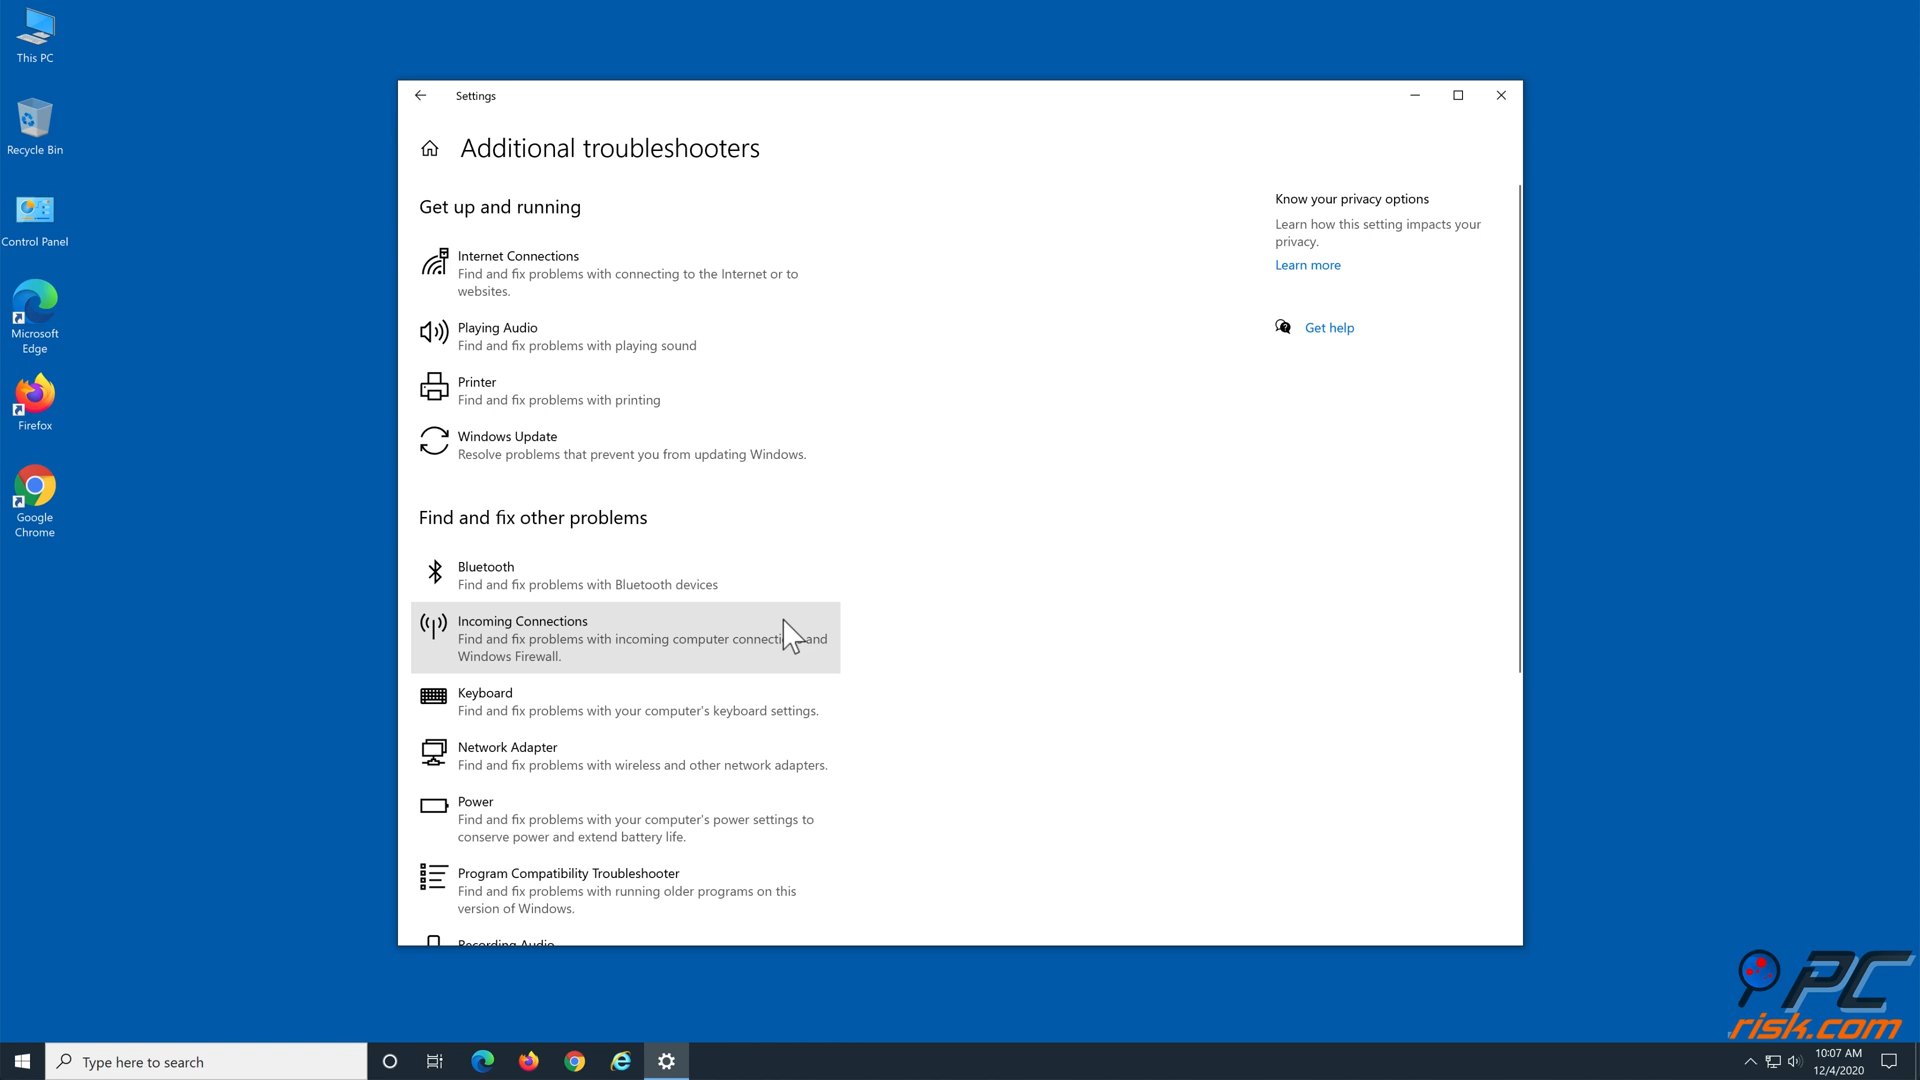 This PC
Recycle Bin
Control Panel
Microsoft
Edge
Firefox
Google
Chrome
Settings
Additional troubleshooters
Get up and running
Internet Connections
Find and fix problems with connecting to the Internet or to
websites.
Playing Audio
Find and fix problems with playing sound
Printer
Find and fix problems with printing
Windows Update
Resolve problems that prevent you from updating Windows.
Find and fix other problems
Bluetooth
Find and fix problems with Bluetooth devices
Incoming Connections
Find and fix problems with incoming computer and
Windows Firewall.
Keyboard
Find and fix problems with your computer's keyboard settings.
Network Adapter
Find and fix problems with wireless and other network adapters.
Power
Find and fix problems with your computer's power settings to
conserve power and extend battery life.
Program Compatibility Troubleshooter
Find and fix problems with running older programs on this
version of Windows.
Recording Audio
Know your privacy options
Learn how this setting impacts your
privacy.
Learn more
Get help
PC
risk.com
Type here to search
10:07 AM
12/4/2020